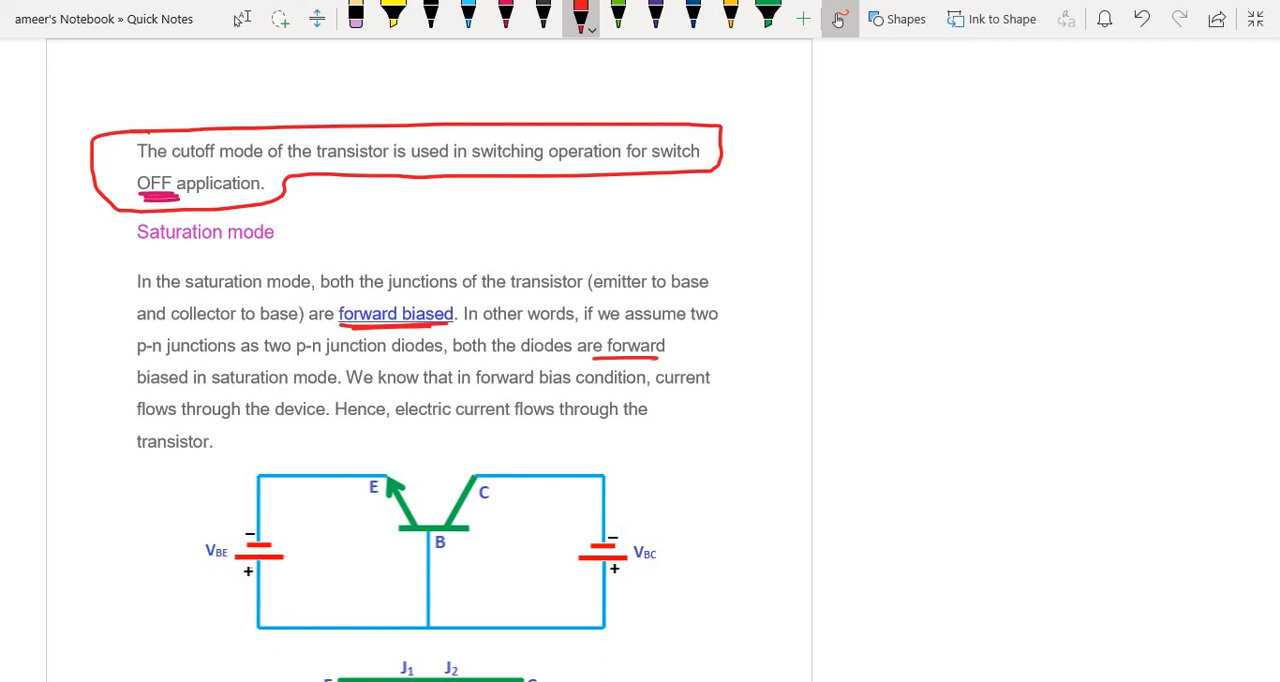 ameer's Notebook » Quick Notes
Shapes
Ink to Shape
The cutoff mode of the transistor is used in switching operation for switch
OFF application.
Saturation mode
In the saturation mode, both the junctions of the transistor (emitter to base
and collector to base) are forward biased. In other words, if we assume two
p-n junctions as two p-n junction diodes, both the diodes are forward
biased in saturation mode. We know that in forward bias condition, current
flows through the device. Hence, electric current flows through the
transistor.
E
C
B
−
−
VBE
VBC
+
+
J1 J2